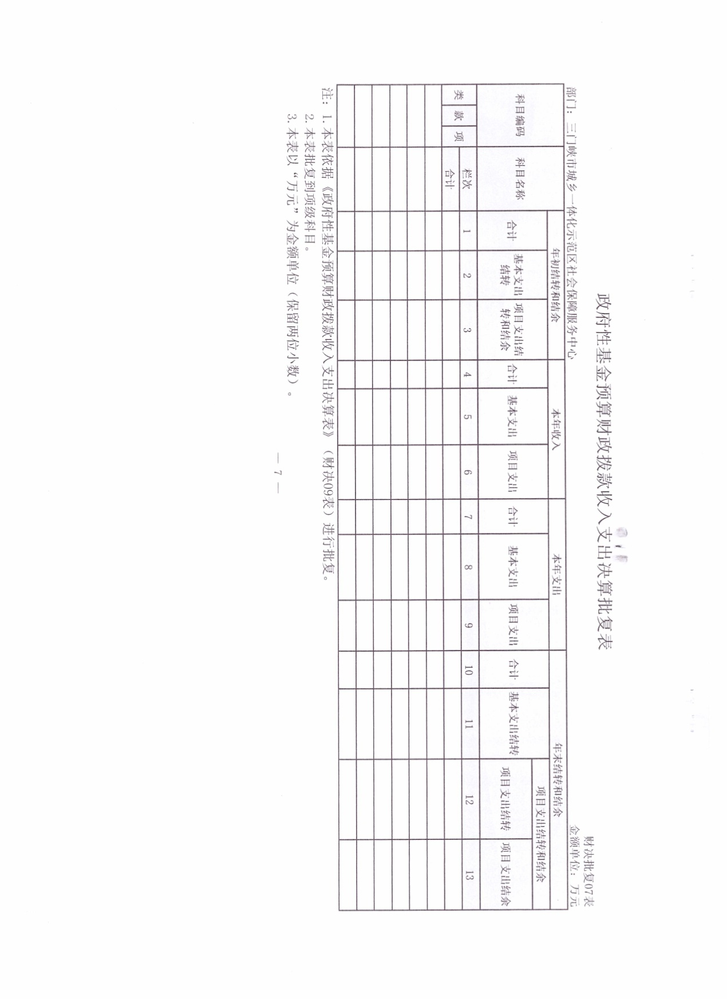 政府性基金预算财政拨款收入支出决算批复表
财决批复07表
部门：三门峡市城乡一体化示范区社会保障服务中心 金额单位：万元
科目编码 科目名称 年初结转和结余 本年收入 本年支出 年末结转和结余
合计 基本支出结转 项目支出结转和结余 合计 基本支出 项目支出 合计 基本支出 项目支出 合计 基本支出结转 项目支出结转和结余
项目支出结转 项目支出结余
类 款 项 栏次 1 2 3 4 5 6 7 8 9 10 11 12 13
合计
注：1.本表依据《政府性基金预算财政拨款收入支出决算表》（财决09表）进行批复。
2.本表批复到项级科目。
3.本表以“万元”为金额单位（保留两位小数）。
— 7 —